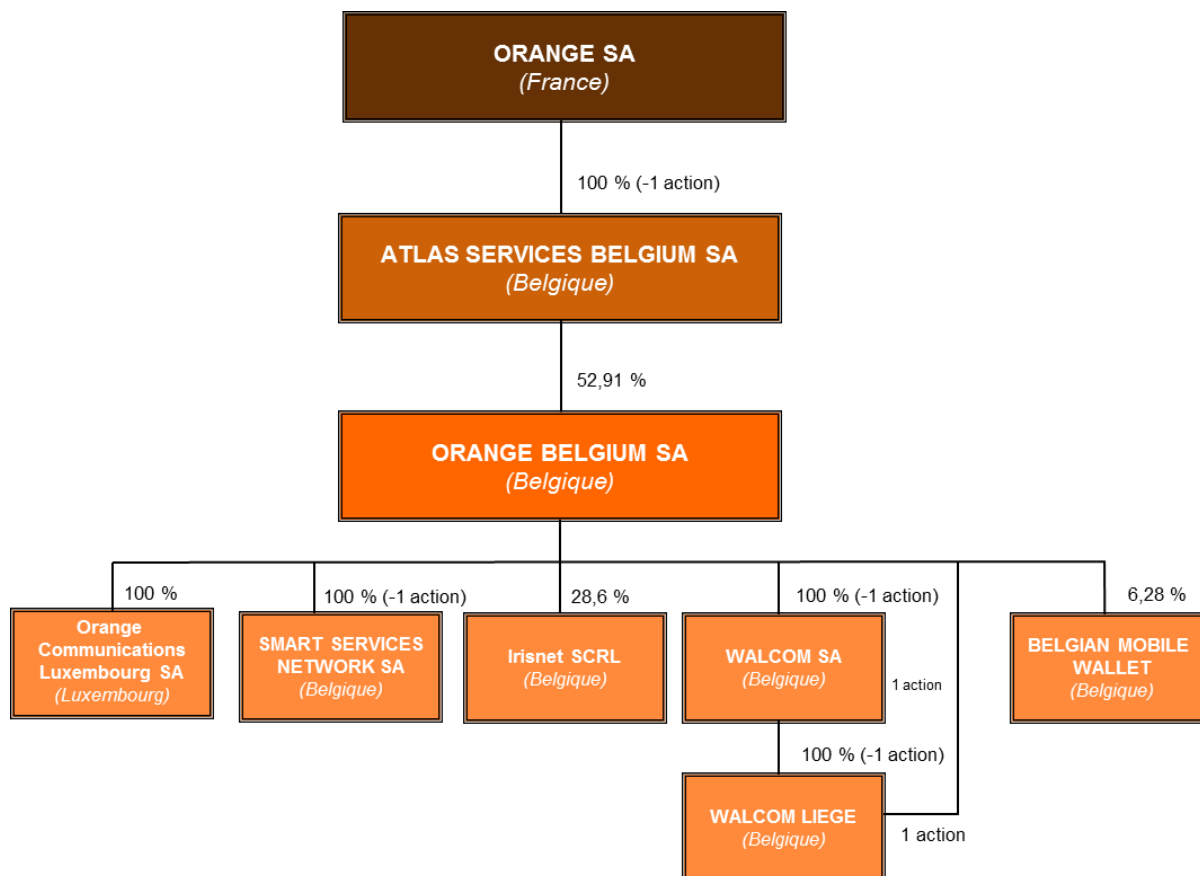 ORANGE SA
(France)
100 % (-1 action)
ATLAS SERVICES BELGIUM SA
(Belgique)
52,91 %
ORANGE BELGIUM SA
(Belgique)
100 %
100 % (-1 action)
28,6 %
100 % (-1 action)
6,28 %
Orange
Communications
Luxembourg SA
(Luxembourg)
SMART SERVICES
NETWORK SA
(Belgique)
Irisnet SCRL
(Belgique)
WALCOM SA
(Belgique)
1 action
BELGIAN MOBILE
WALLET
(Belgique)
100 % (-1 action)
WALCOM LIEGE
(Belgique)
1 action